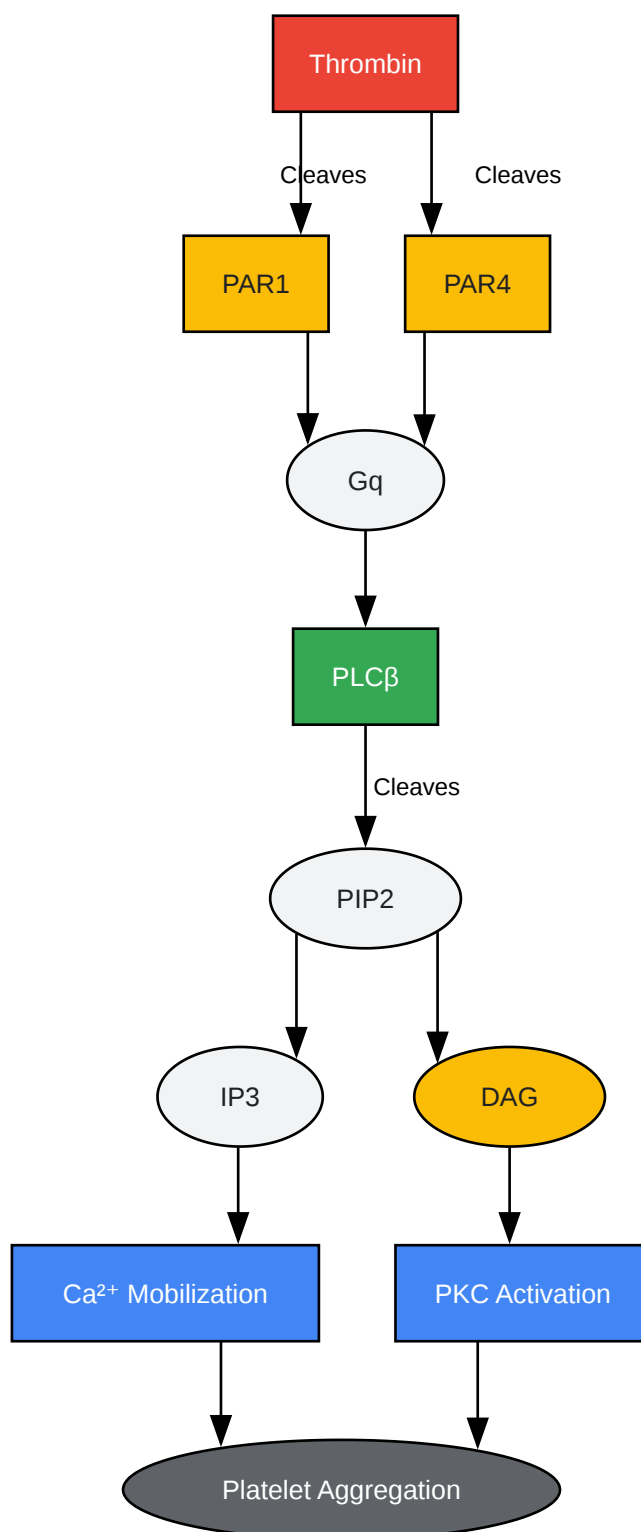 Thrombin
Cleaves
Cleaves
PAR1
PAR4
Gq
PLCβ
Cleaves
PIP2
IP3
DAG
Ca²⁺ Mobilization
PKC Activation
Platelet Aggregation